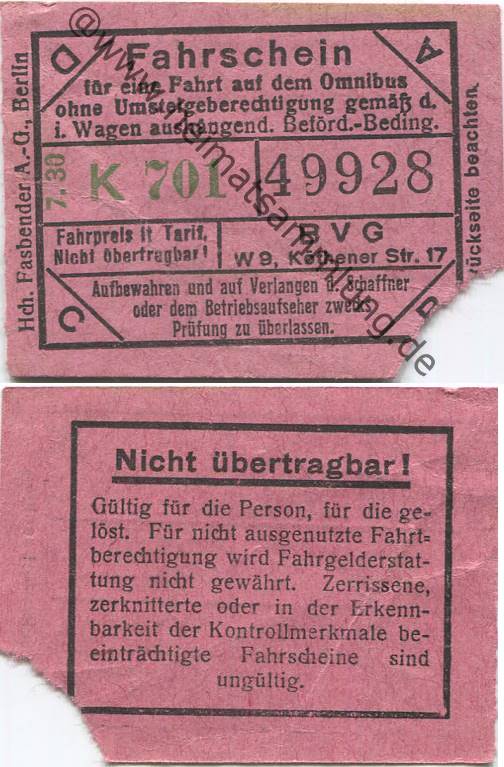 Fahrschein
für eine Fahrt auf dem Omnibus
ohne Umsteigeberechtigung gemäß d.
i. Wagen aushängend. Beförd.-Beding.
7. 30
K 701
49928
Fahrpreis lt Tarif,
Nicht übertragbar!
BVG
W 9, Köthener Str. 17
Aufbewahren und auf Verlangen d. Schaffner
oder dem Betriebsaufseher zwecks
Prüfung zu überlassen.
D
A
C
B
Hch. Fasbender A.-G., Berlin
Rückseite beachten.
@www.heimatsammlung.de
Nicht übertragbar!
Gültig für die Person, für die ge-
löst. Für nicht ausgenutzte Fahrt-
berechtigung wird Fahrgelderstat-
tung nicht gewährt. Zerrissene,
zerknitterte oder in der Erkenn-
barkeit der Kontrollmerkmale be-
einträchtigte Fahrscheine sind
ungültig.